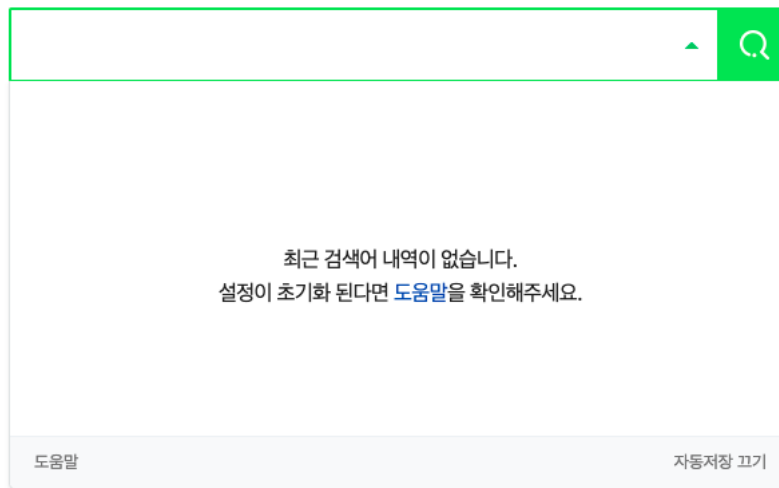 최근 검색어 내역이 없습니다.
설정이 초기화 된다면 도움말을 확인해주세요.
도움말
자동저장 끄기